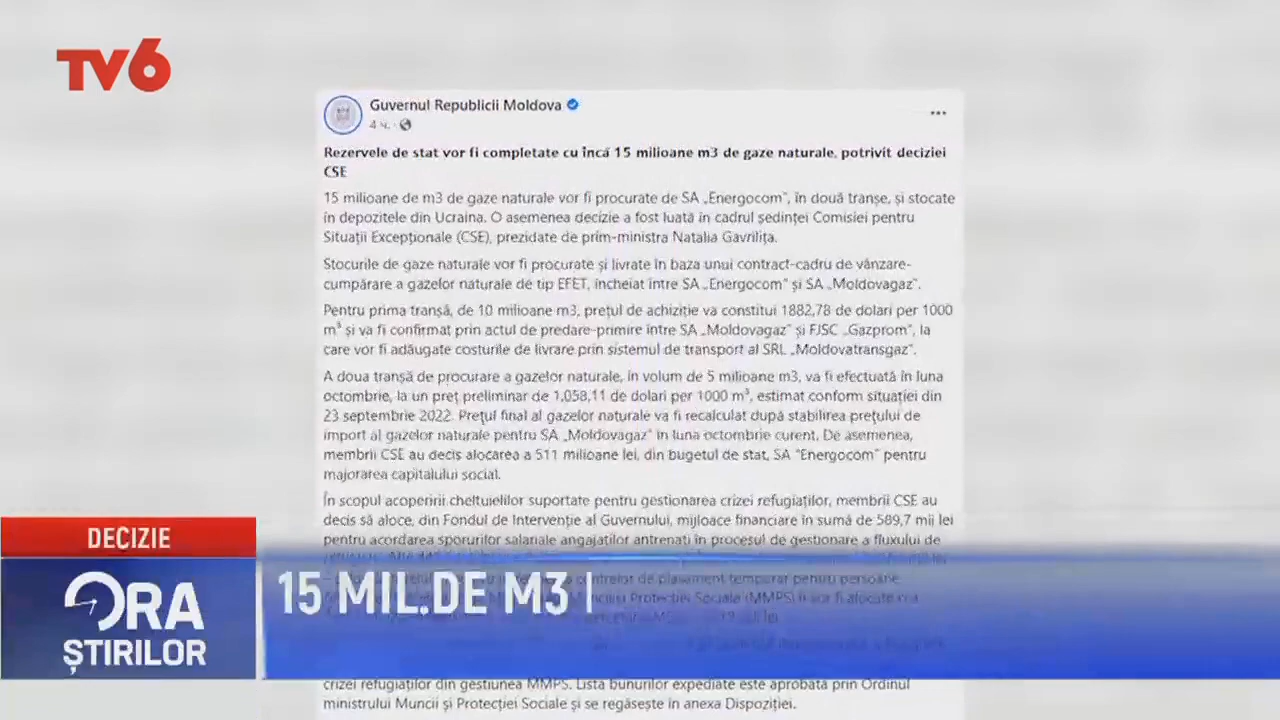 TV6
Guvernul Republicii Moldova
4 ч.
Rezervele de stat vor fi completate cu încă 15 milioane m3 de gaze naturale, potrivit deciziei
CSE
15 milioane de m3 de gaze naturale vor fi procurate de SA „Energocom”, în două tranșe, și stocate
în depozitele din Ucraina. O asemenea decizie a fost luată în cadrul ședinței Comisiei pentru
Situații Excepționale (CSE), prezidate de prim-ministra Natalia Gavrilița.
Stocurile de gaze naturale vor fi procurate și livrate în baza unui contract-cadru de vânzare-
cumpărare a gazelor naturale de tip EFET, încheiat între SA „Energocom” și SA „Moldovagaz”.
Pentru prima tranșă, de 10 milioane m3, prețul de achiziție va constitui 1882,78 de dolari per 1000
m³ și va fi confirmat prin actul de predare-primire între SA „Moldovagaz” și FJSC „Gazprom”, la
care vor fi adăugate costurile de livrare prin sistemul de transport al SRL „Moldovatransgaz”.
A doua tranșă de procurare a gazelor naturale, în volum de 5 milioane m3, va fi efectuată în luna
octombrie, la un preț preliminar de 1,058,11 de dolari per 1000 m³, estimat conform situației din
23 septembrie 2022. Prețul final al gazelor naturale va fi recalculat după stabilirea prețului de
import al gazelor naturale pentru SA „Moldovagaz” în luna octombrie curent. De asemenea,
membrii CSE au decis alocarea a 511 milioane lei, din bugetul de stat, SA "Energocom" pentru
majorarea capitalului social.
În scopul acoperirii cheltuielilor suportate pentru gestionarea crizei refugiaților, membrii CSE au
decis să aloce, din Fondul de Intervenție al Guvernului, mijloace financiare în sumă de 589,7 mii lei
pentru acordarea sporurilor salariale angajaților antrenați în procesul de gestionare a fluxului de
DECIZIE
ORA
ȘTIRILOR
15 MIL.DE M3
centrelor de plasament temporar pentru persoane
Muncii și Protecției Sociale (MMPS)
crizei refugiaților din gestiunea MMPS. Lista bunurilor expediate este aprobată prin Ordinul
ministrului Muncii și Protecției Sociale și se regăsește în anexa Dispoziției.